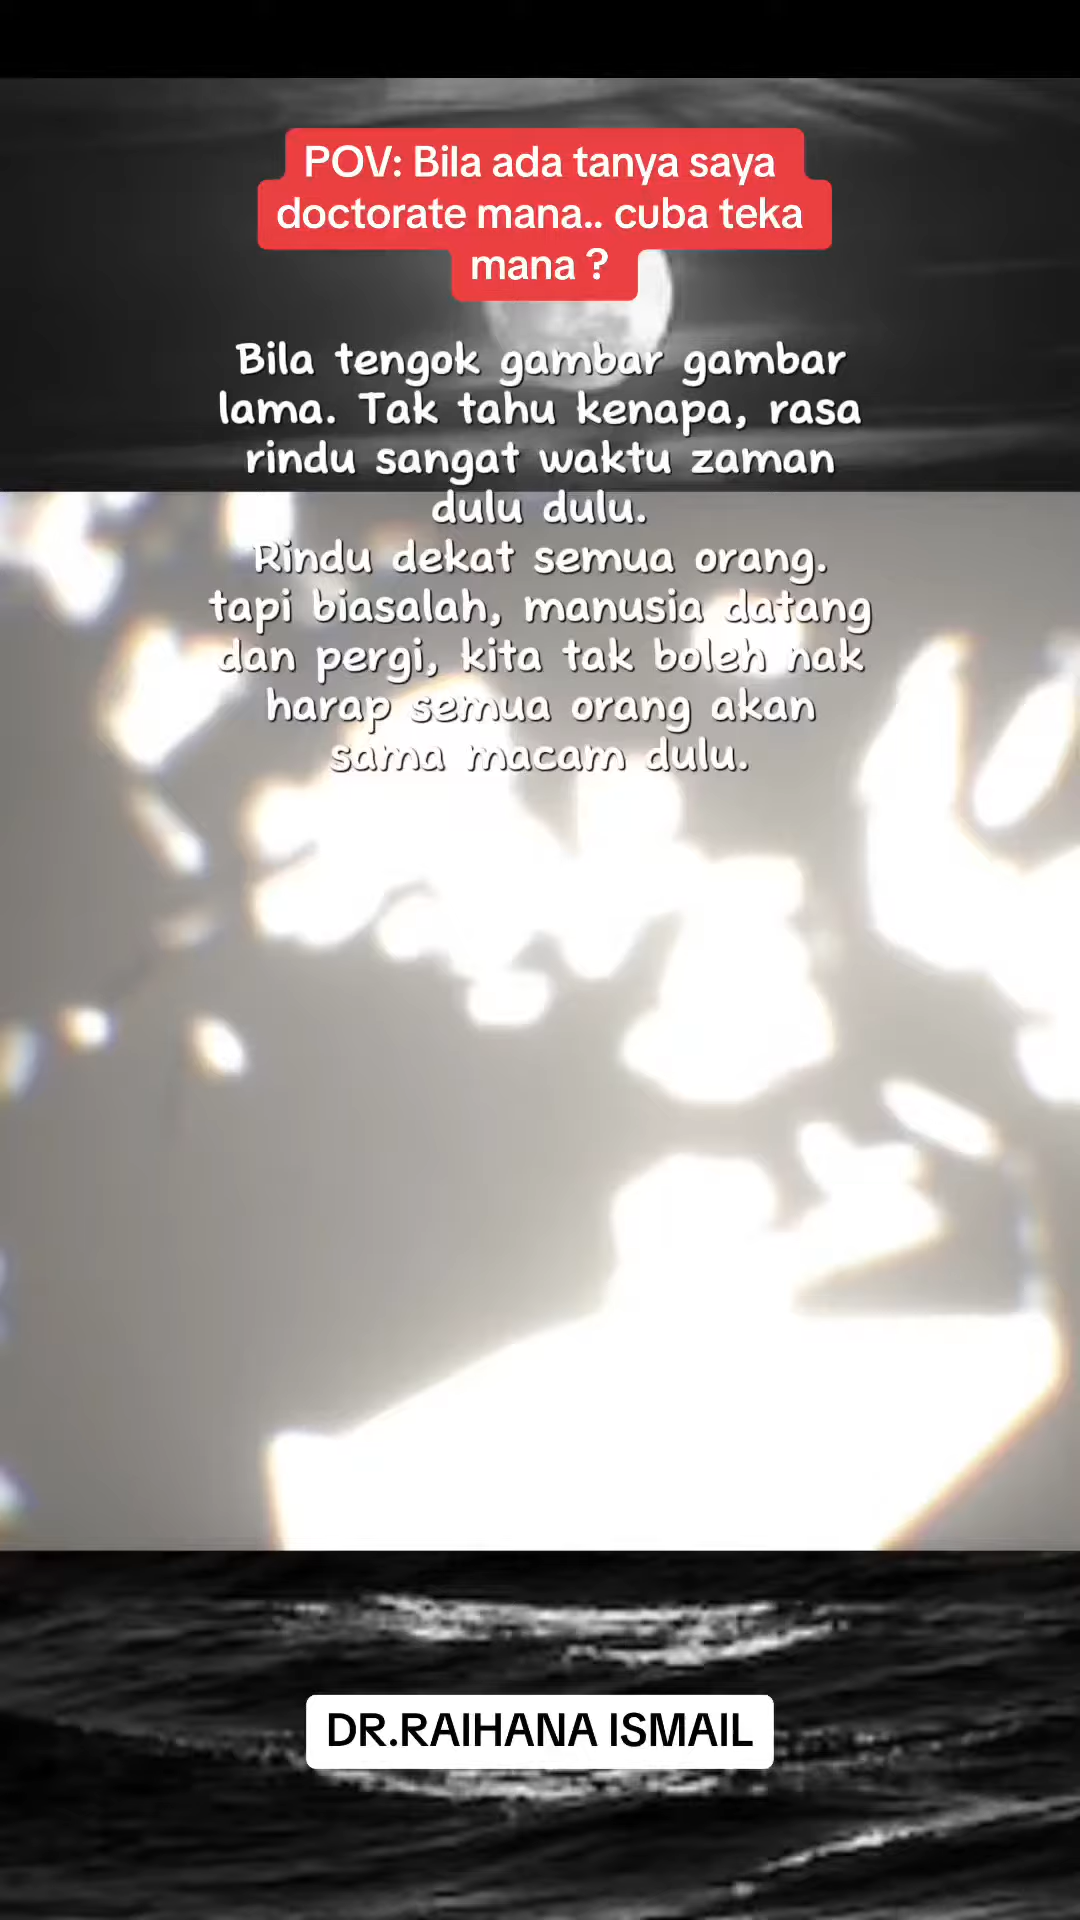 POV: Bila ada tanya saya
doctorate mana.. cuba teka
mana ?
Bila tengok gambar gambar
lama. Tak tahu kenapa, rasa
rindu sangat waktu zaman
dulu dulu.
Rindu dekat semua orang.
tapi biasalah, manusia datang
dan pergi, kita tak boleh nak
harap semua orang akan
sama macam dulu.
DR.RAIHANA ISMAIL